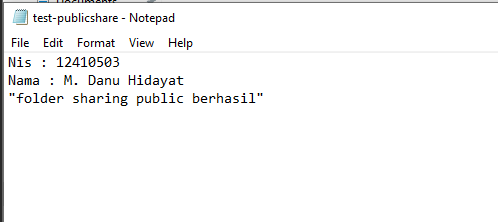 Documents
test-publicshare - Notepad
File Edit Format View Help
Nis : 12410503
Nama : M. Danu Hidayat
"folder sharing public berhasil"